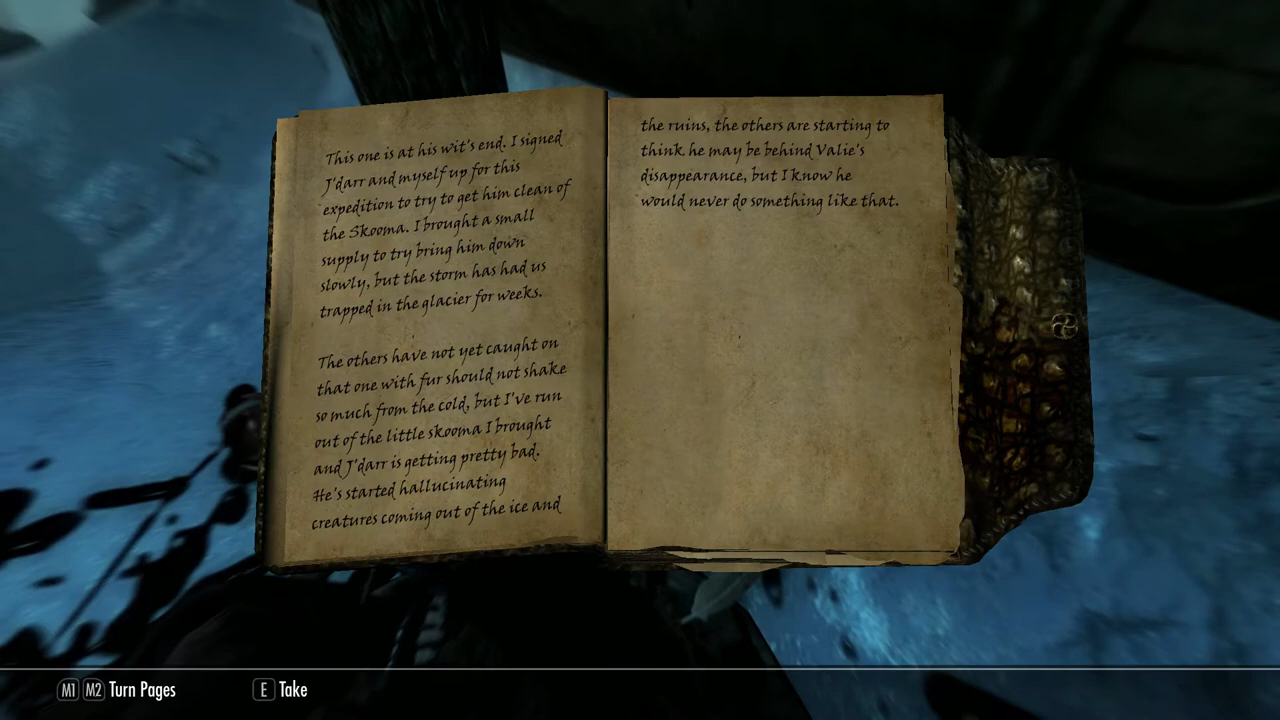 This one is at his wit's end. I signed
J'darr and myself up for this
expedition to try to get him clean of
the Skooma. I brought a small
supply to try bring him down
slowly, but the storm has had us
trapped in the glacier for weeks.
The others have not yet caught on
that one with fur should not shake
so much from the cold, but I've run
out of the little skooma I brought
and J'darr is getting pretty bad.
He's started hallucinating
creatures coming out of the ice and
the ruins, the others are starting to
think he may be behind Valie's
disappearance, but I know he
would never do something like that.
M1 M2 Turn Pages
E Take